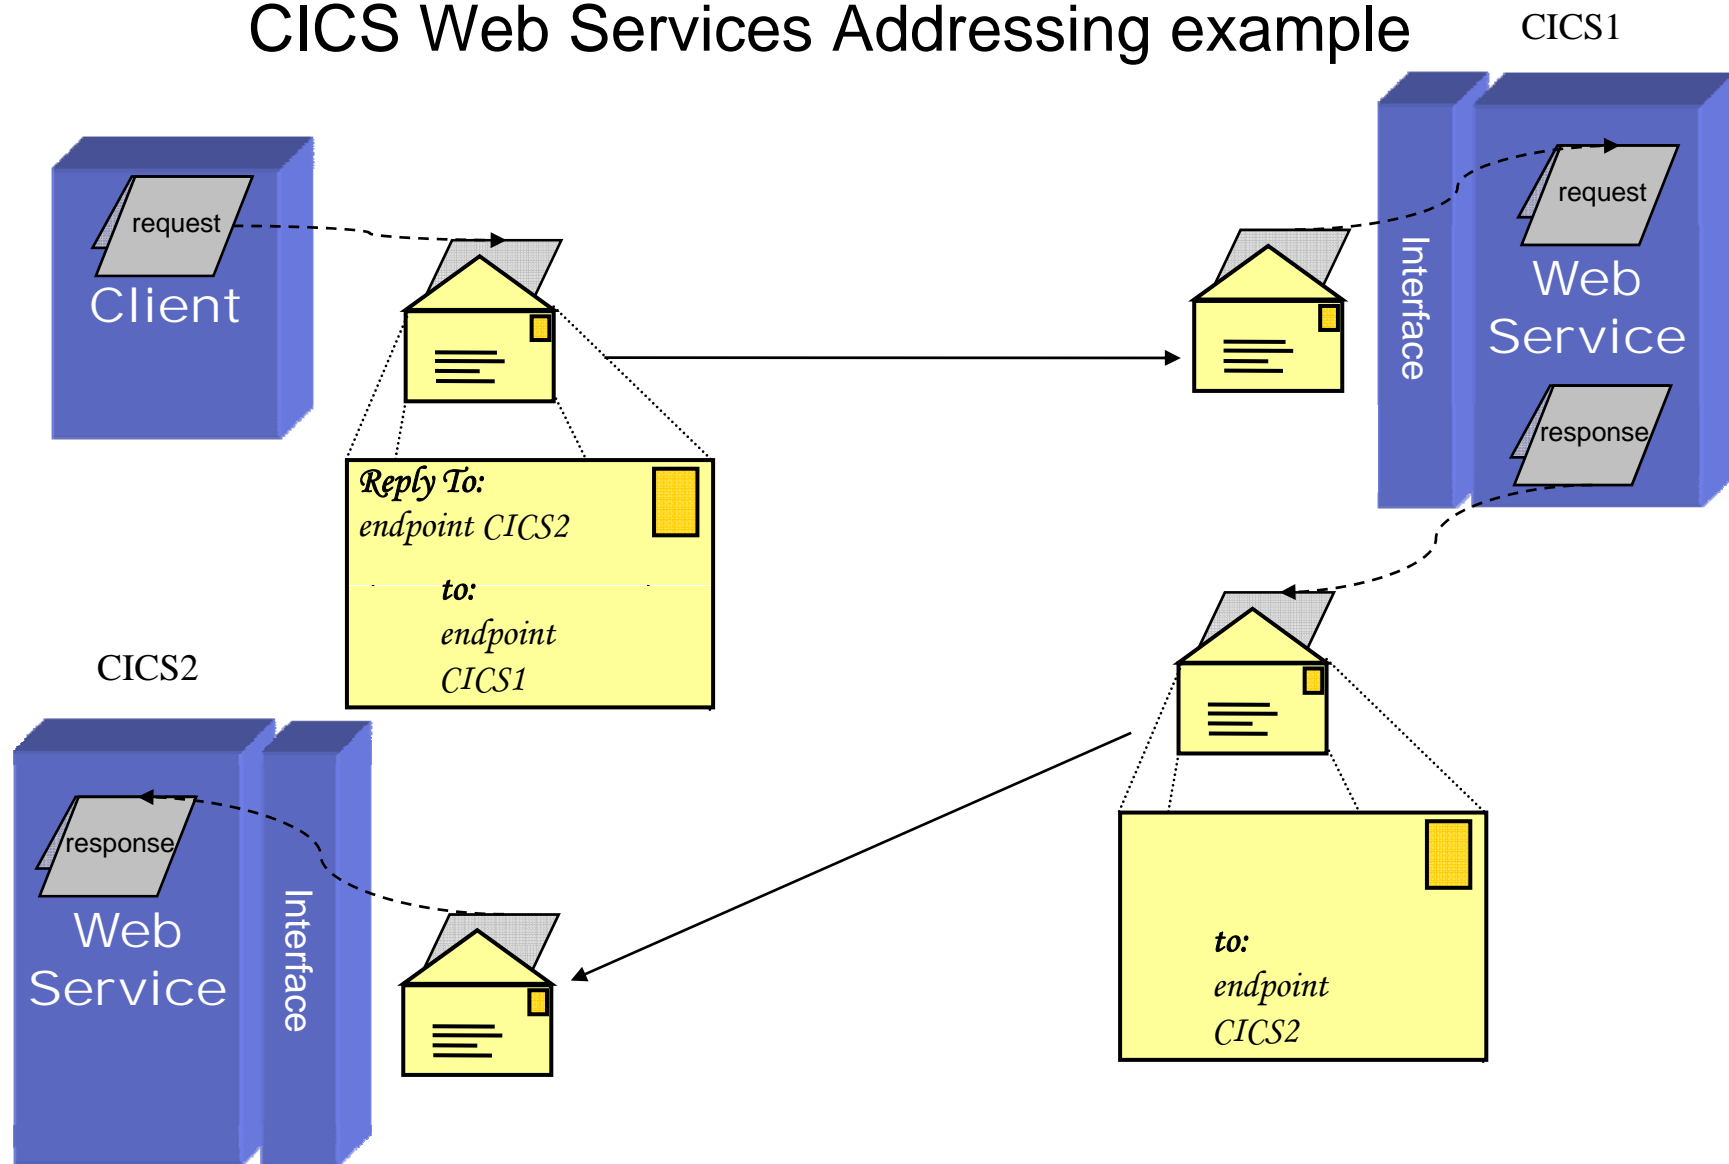 CICS Web Services Addressing example
CICS1
request
Client
Interface
request
Web
Service
response
Reply To:
endpoint CICS2
to:
endpoint
CICS1
CICS2
response
Web
Service
Interface
to:
endpoint
CICS2